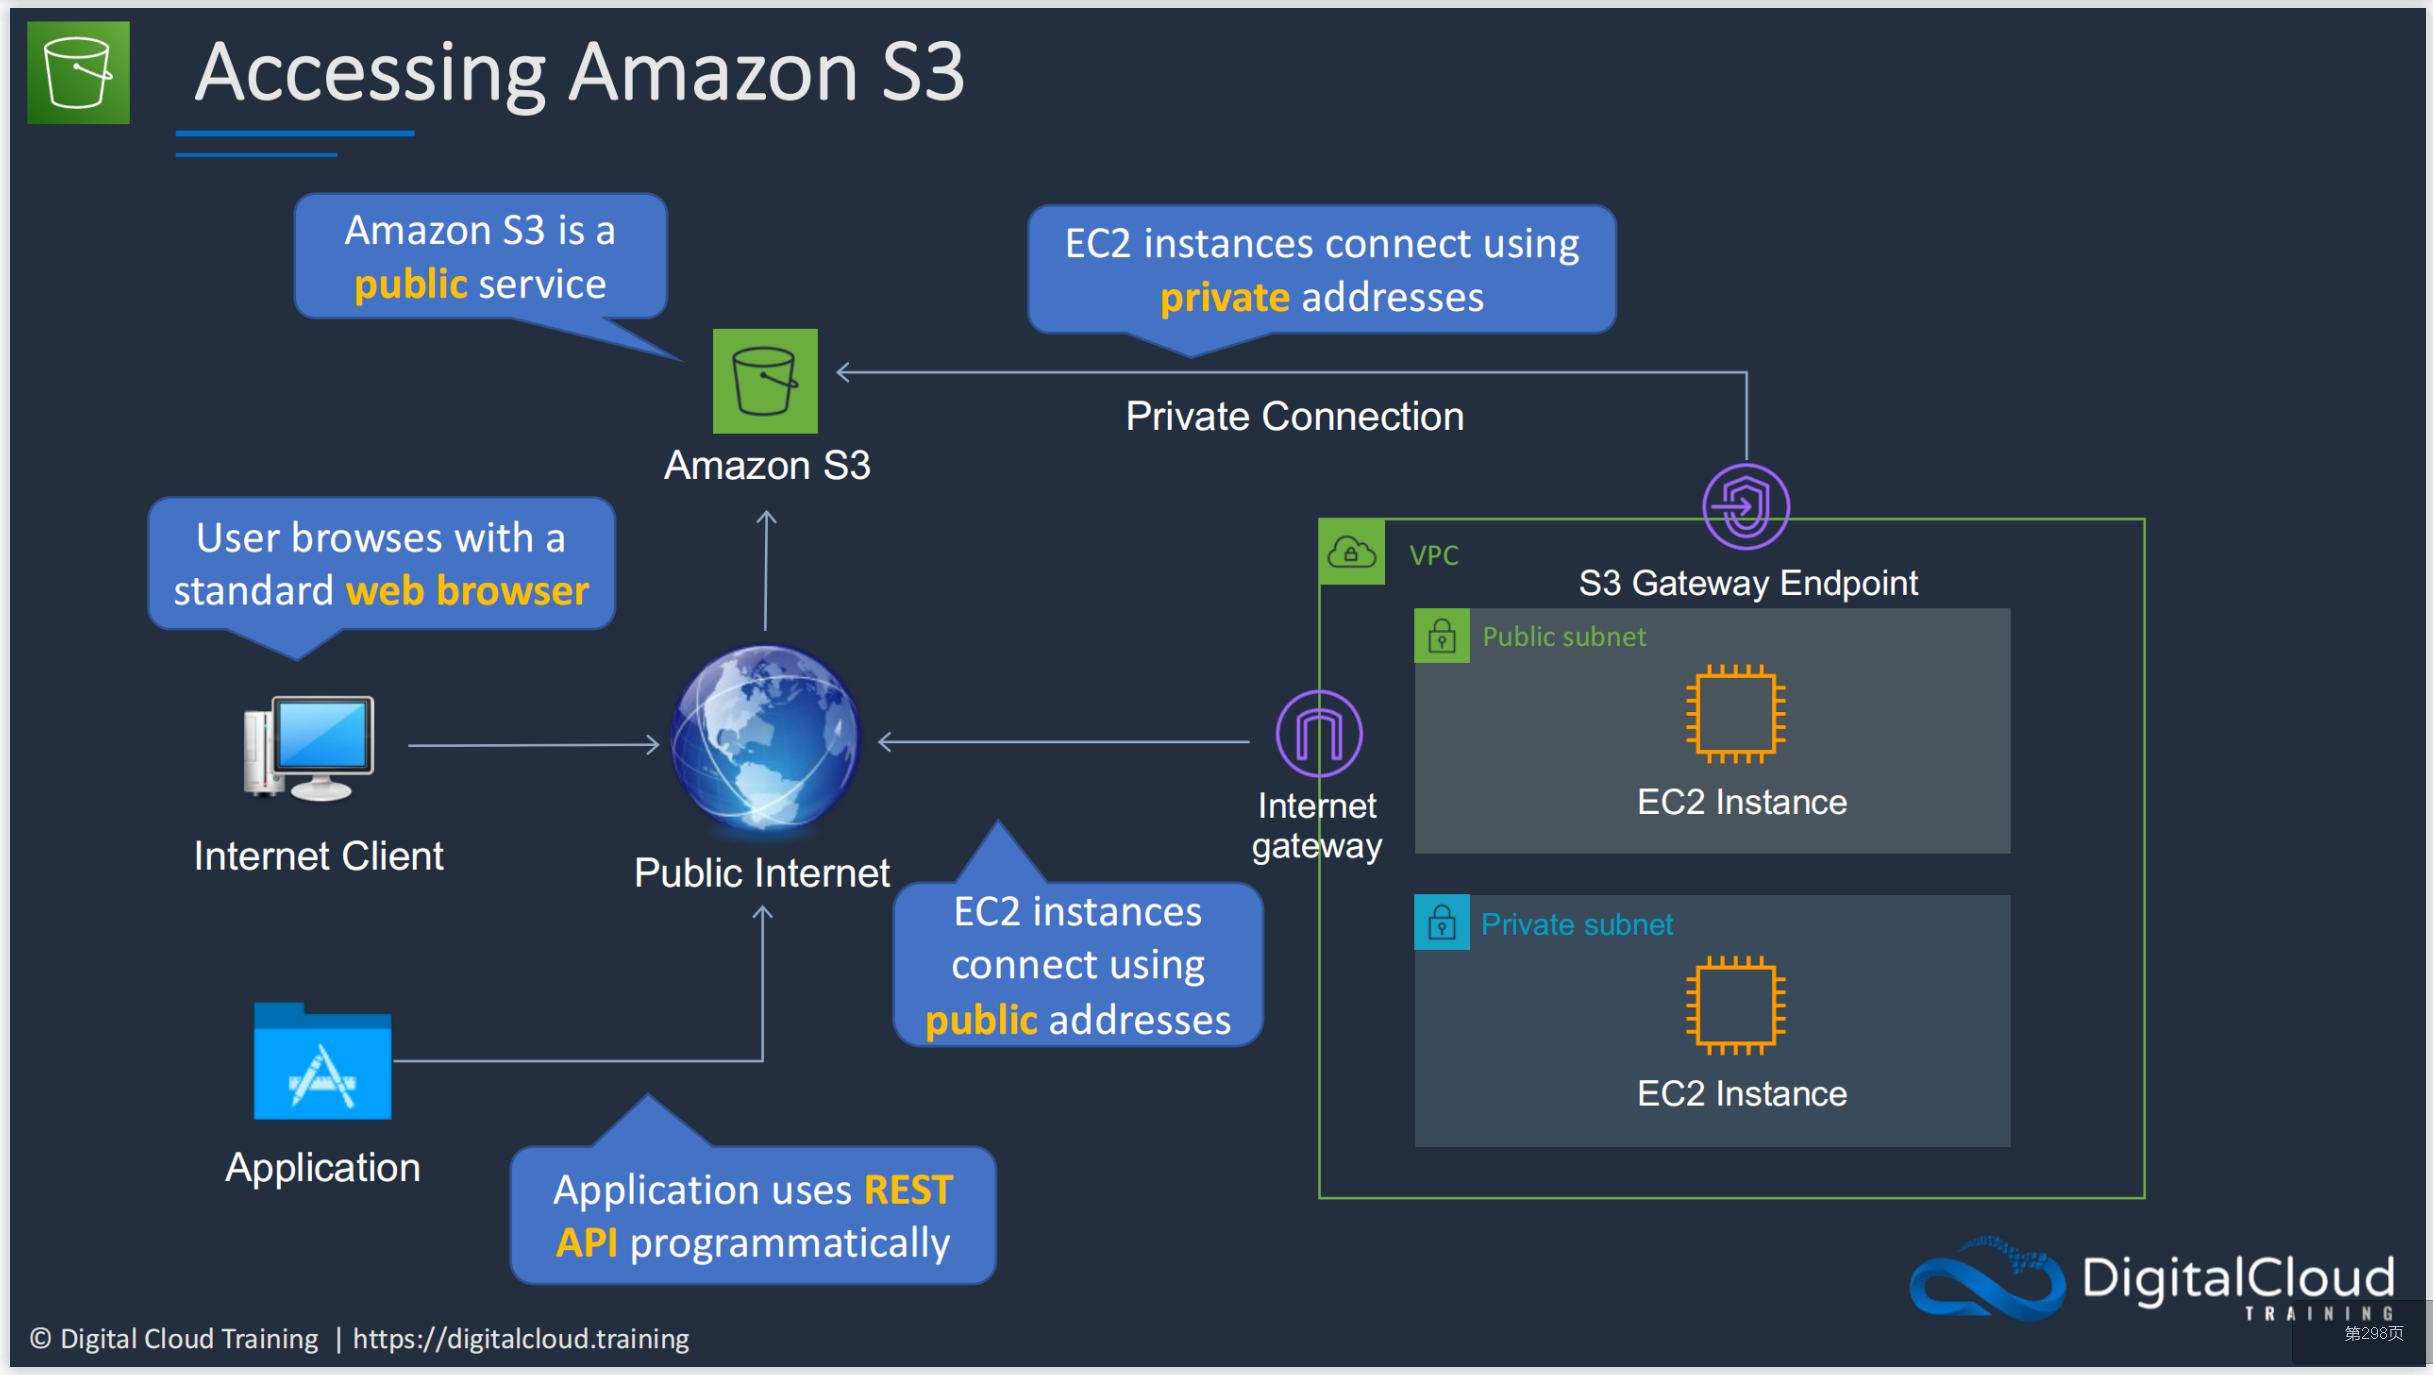 Accessing Amazon S3
Amazon S3 is a
public service
EC2 instances connect using
private addresses
Private Connection
Amazon S3
User browses with a
standard web browser
VPC
S3 Gateway Endpoint
Public subnet
EC2 Instance
Internet
gateway
Internet Client
Public Internet
EC2 instances
connect using
public addresses
Private subnet
EC2 Instance
Application
Application uses REST
API programmatically
DigitalCloud
TRAINING
© Digital Cloud Training | https://digitalcloud.training
第298页